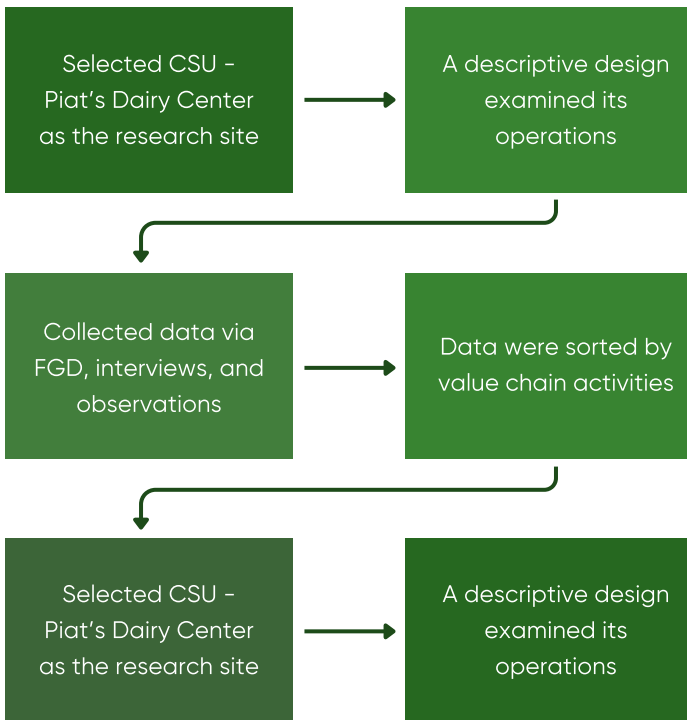 Selected CSU -
Piat's Dairy Center
as the research site
A descriptive design
examined its
operations
Collected data via
FGD, interviews, and
observations
Data were sorted by
value chain activities
Selected CSU -
Piat's Dairy Center
as the research site
A descriptive design
examined its
operations